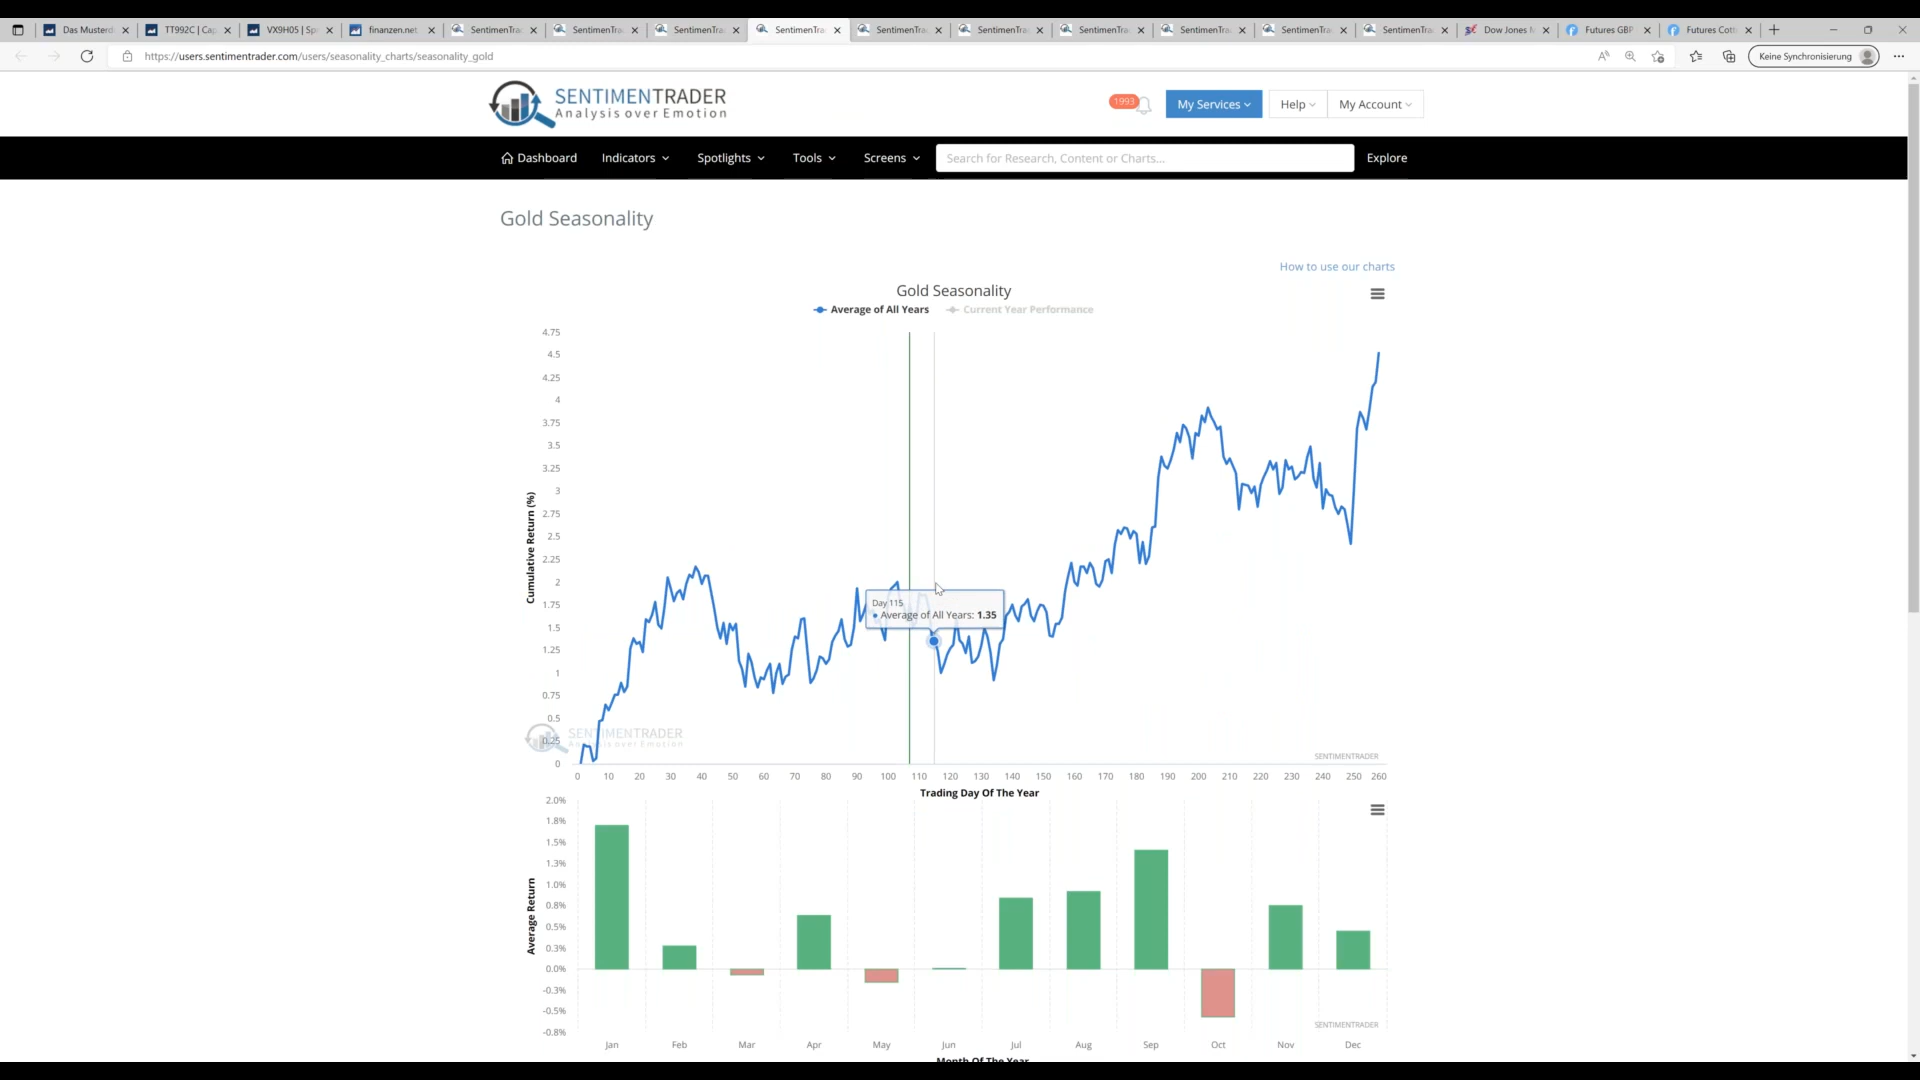 Das Musterd
TT992C | Ca
VX9H05 | Sp
finanzen.net
SentimenTra
SentimenTra
SentimenTra
SentimenTra
SentimenTra
SentimenTra
SentimenTra
SentimenTra
SentimenTra
SentimenTra
Dow Jones
Futures GBP
Futures Cott
https://users.sentimentrader.com/users/seasonality_charts/seasonality_gold
Keine Synchronisierung
SENTIMENTRADER
Analysis over Emotion
1993
My Services
Help
My Account
Dashboard
Indicators
Spotlights
Tools
Screens
Search for Research, Content or Charts...
Explore
Gold Seasonality
How to use our charts
Gold Seasonality
Average of All Years
Current Year Performance
4.75
4.5
4.25
4
3.75
3.5
3.25
3
2.75
2.5
2.25
2
1.75
1.5
1.25
1
0.75
0.5
0.25
0
Cumulative Return (%)
Day 115
Average of All Years: 1.35
SENTIMENTRADER
Analysis over Emotion
SENTIMENTRADER
0 10 20 30 40 50 60 70 80 90 100 110 120 130 140 150 160 170 180 190 200 210 220 230 240 250 260
Trading Day Of The Year
2.0%
1.8%
1.5%
1.3%
1.0%
0.8%
0.5%
0.3%
0.0%
-0.3%
-0.5%
-0.8%
Average Return
SENTIMENTRADER
Jan Feb Mar Apr May Jun Jul Aug Sep Oct Nov Dec
Month Of The Year